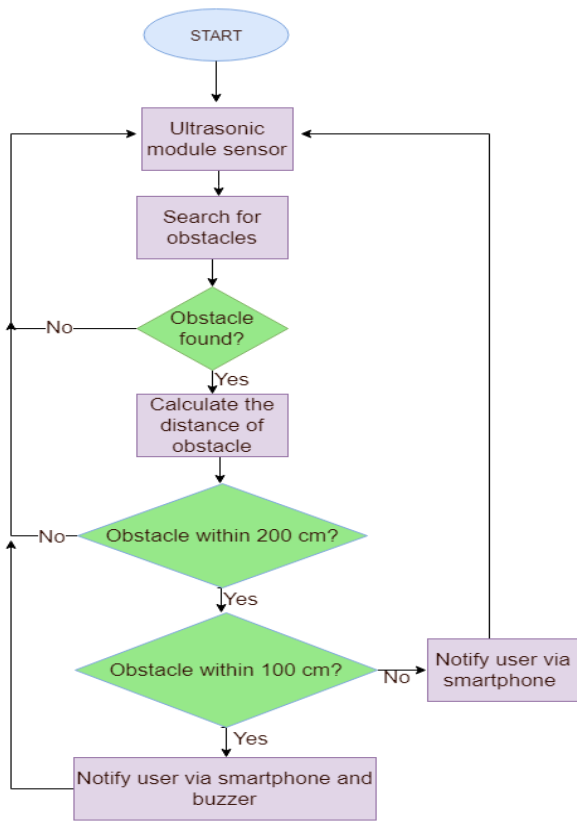 START
Ultrasonic
module sensor
Search for
obstacles
Obstacle
found?
No
Yes
Calculate the
distance of
obstacle
Obstacle within 200 cm?
No
Yes
Obstacle within 100 cm?
No
Notify user via
smartphone
Yes
Notify user via smartphone and
buzzer